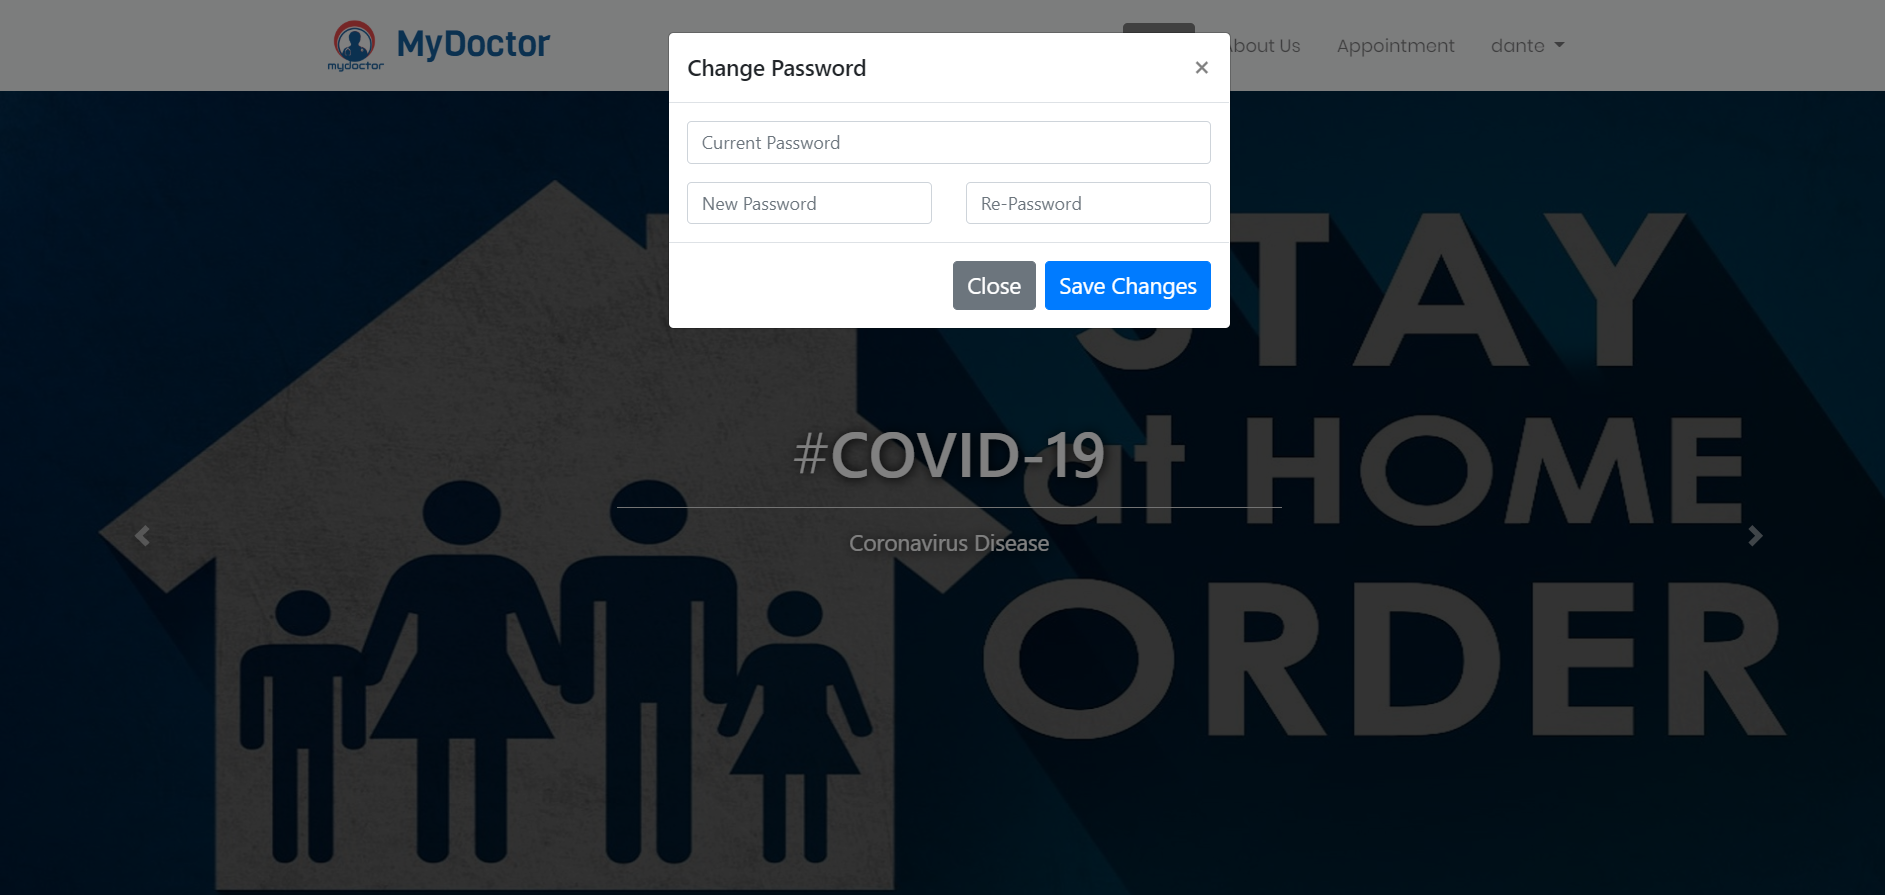 mydoctor
MyDoctor
About Us
Appointment
dante
Change Password
×
Current Password
New Password
Re-Password
Close
Save Changes
STAY
at HOME
ORDER
#COVID-19
Coronavirus Disease